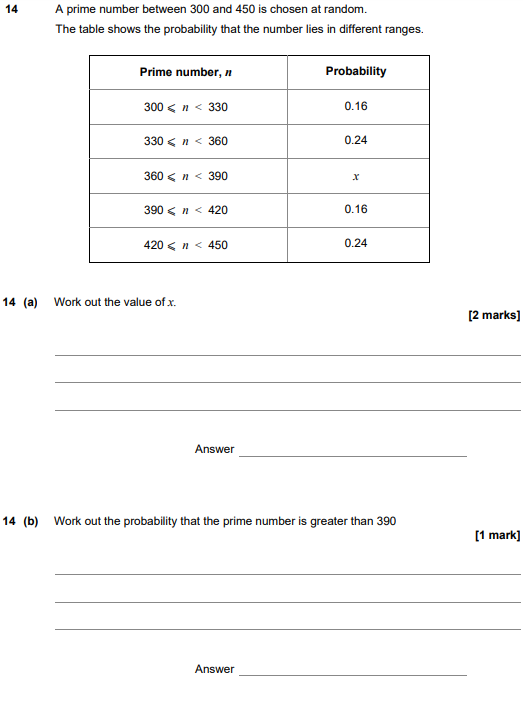 14 A prime number between 300 and 450 is chosen at random.
The table shows the probability that the number lies in different ranges.
Prime number, n Probability
300 ⩽ n < 330 0.16
330 ⩽ n < 360 0.24
360 ⩽ n < 390 x
390 ⩽ n < 420 0.16
420 ⩽ n < 450 0.24
14 (a) Work out the value of x.
[2 marks]
Answer
14 (b) Work out the probability that the prime number is greater than 390
[1 mark]
Answer